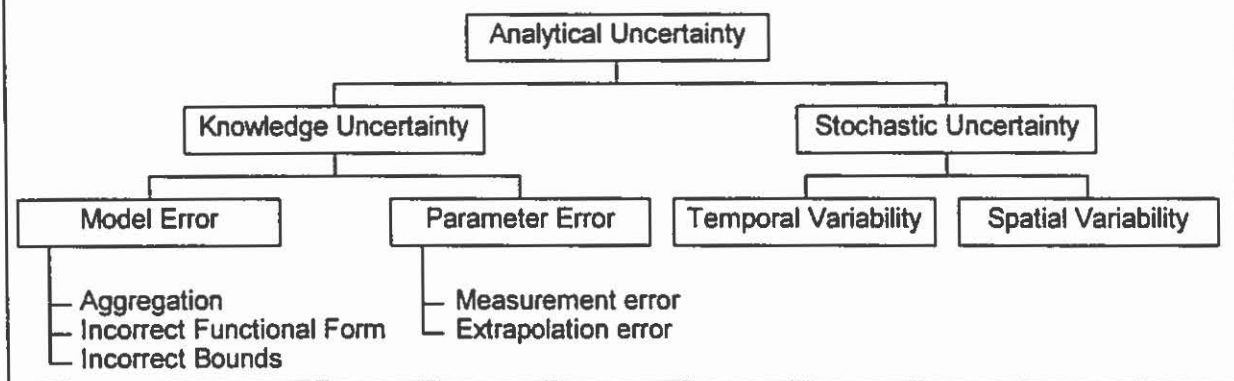 Analytical Uncertainty
Knowledge Uncertainty
Stochastic Uncertainty
Model Error
Parameter Error
Temporal Variability
Spatial Variability
Aggregation
Incorrect Functional Form
Incorrect Bounds
Measurement error
Extrapolation error